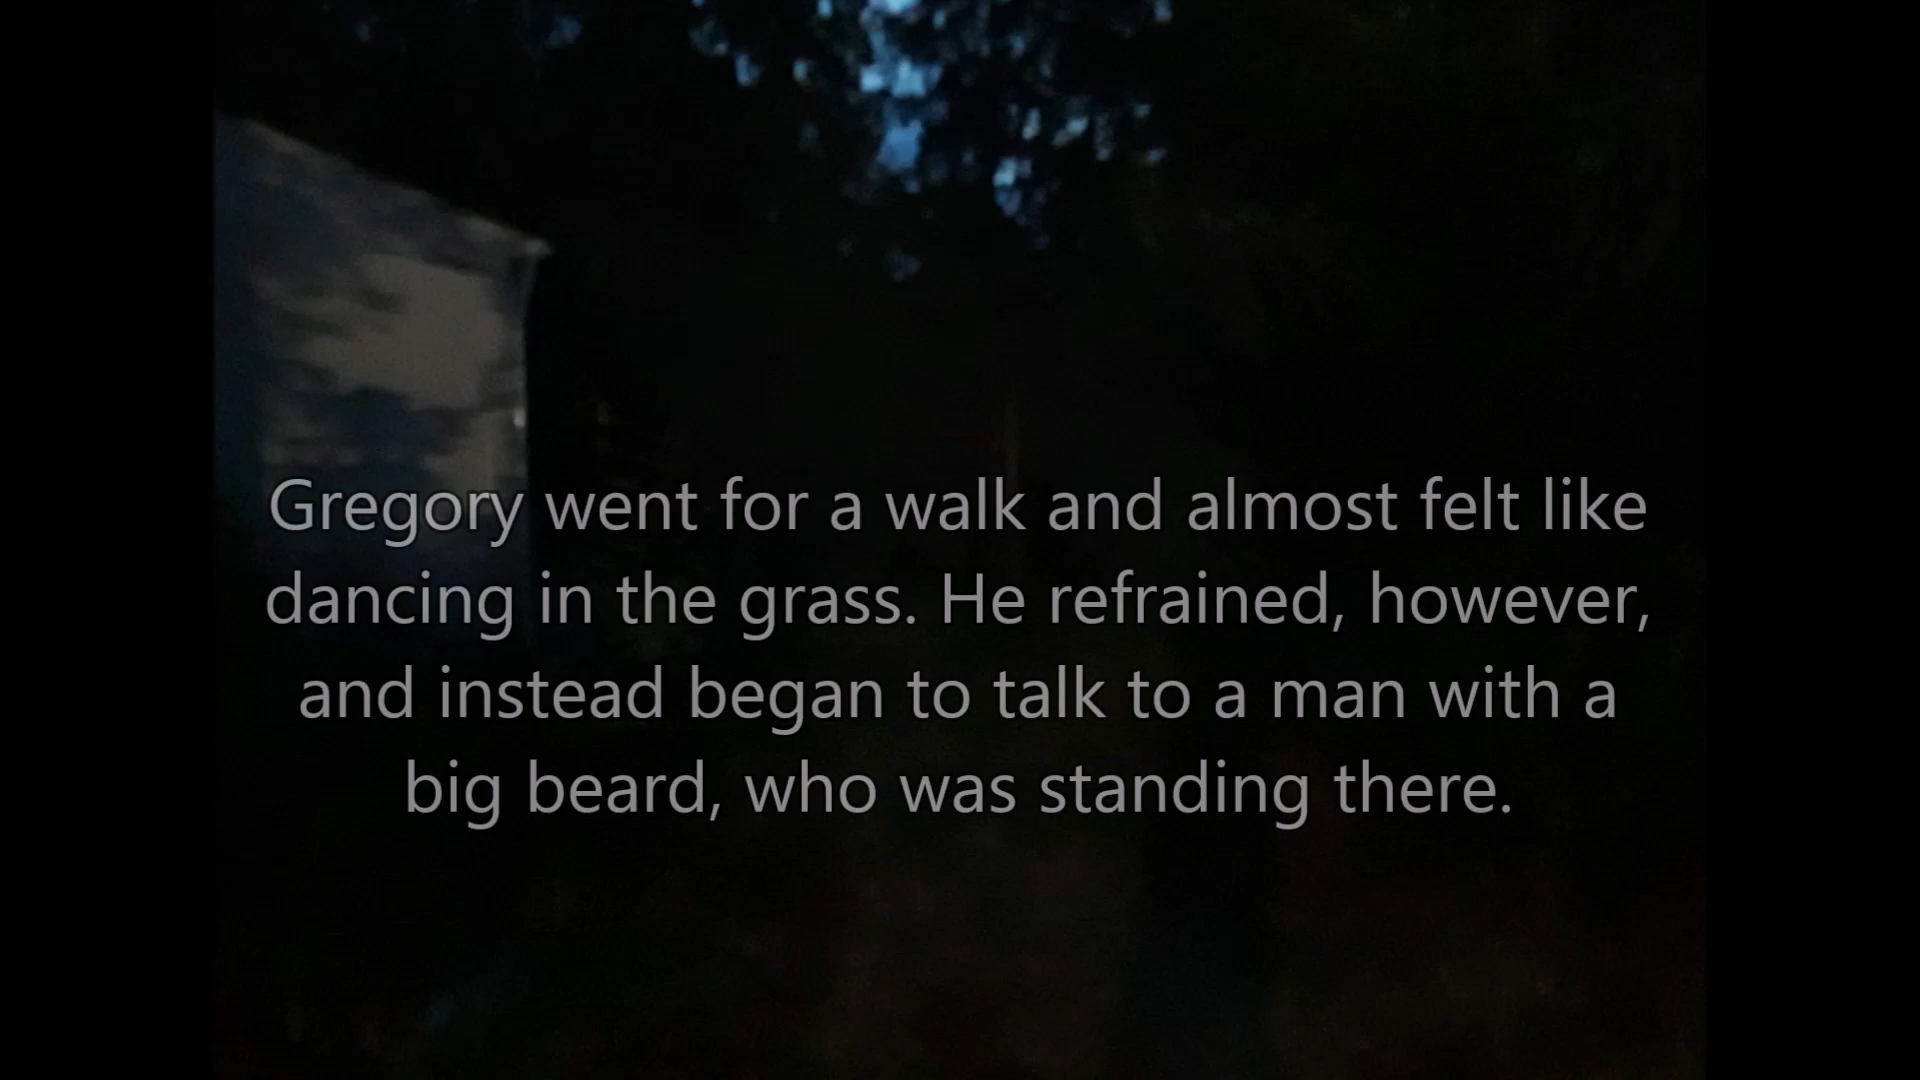 Gregory went for a walk and almost felt like
dancing in the grass. He refrained, however,
and instead began to talk to a man with a
big beard, who was standing there.